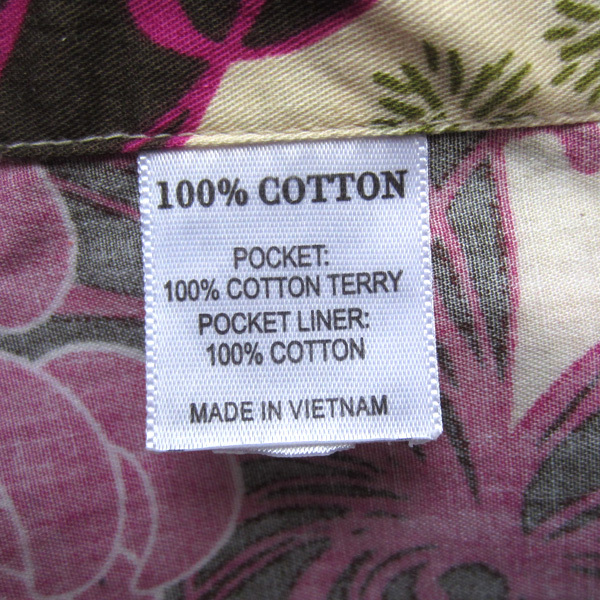 100% COTTON
POCKET:
100% COTTON TERRY
POCKET LINER:
100% COTTON
MADE IN VIETNAM